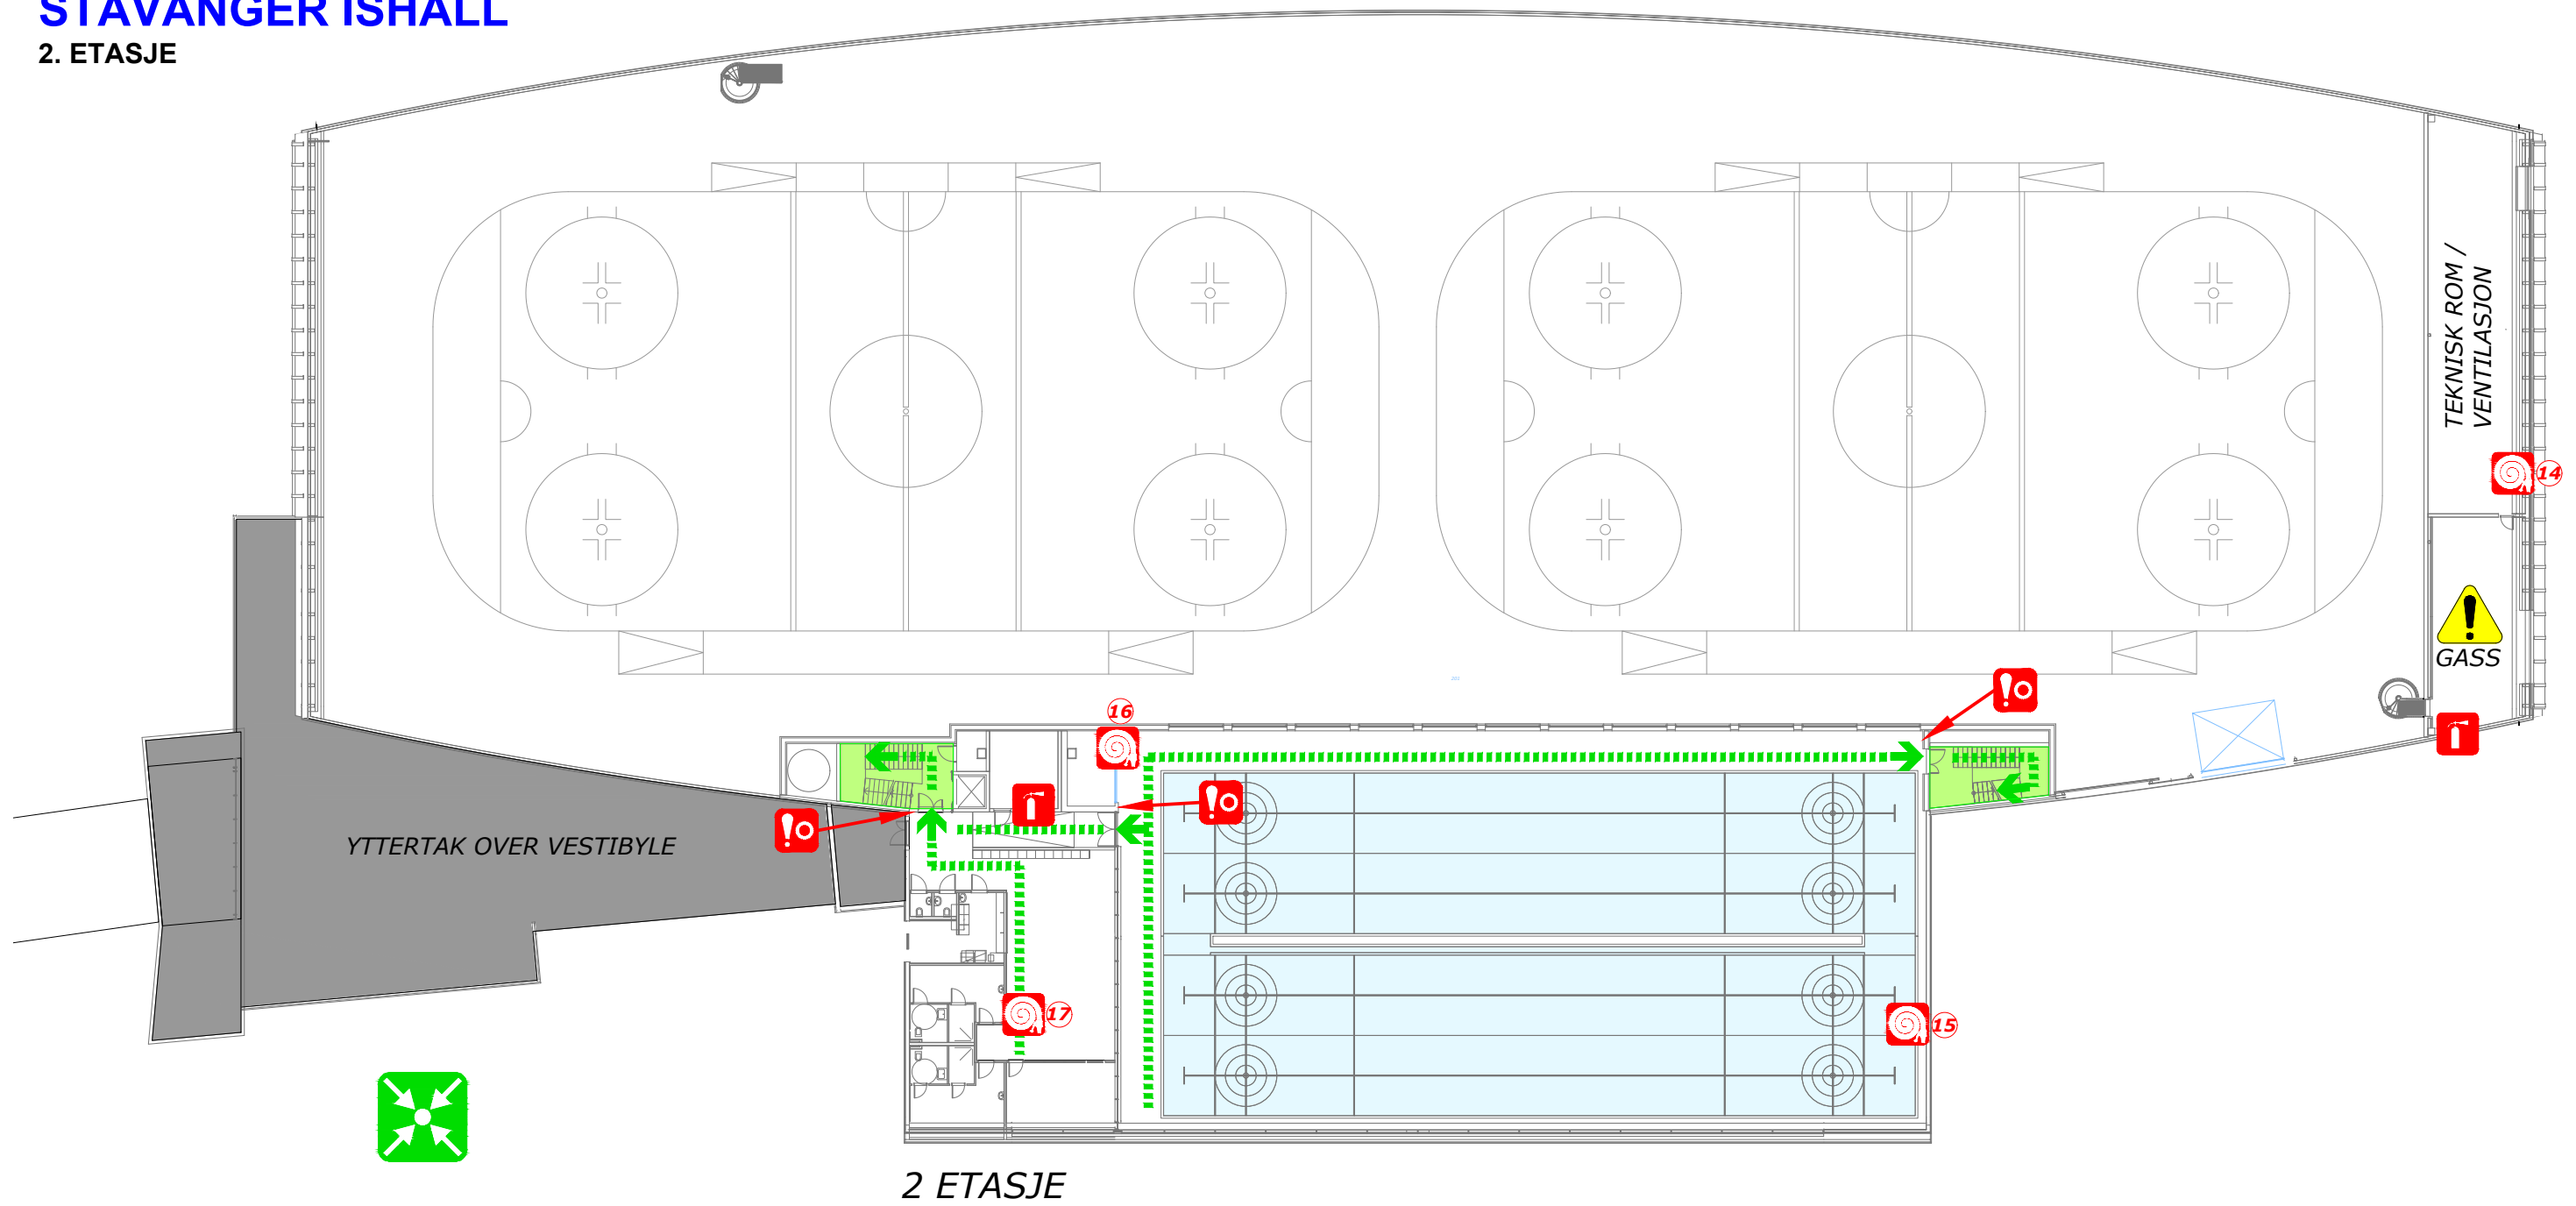 STAVANGER ISHALL
2. ETASJE
TEKNISK ROM /
VENTILASJON
14
GASS
16
YTTERTAK OVER VESTIBYLE
17
15
2 ETASJE